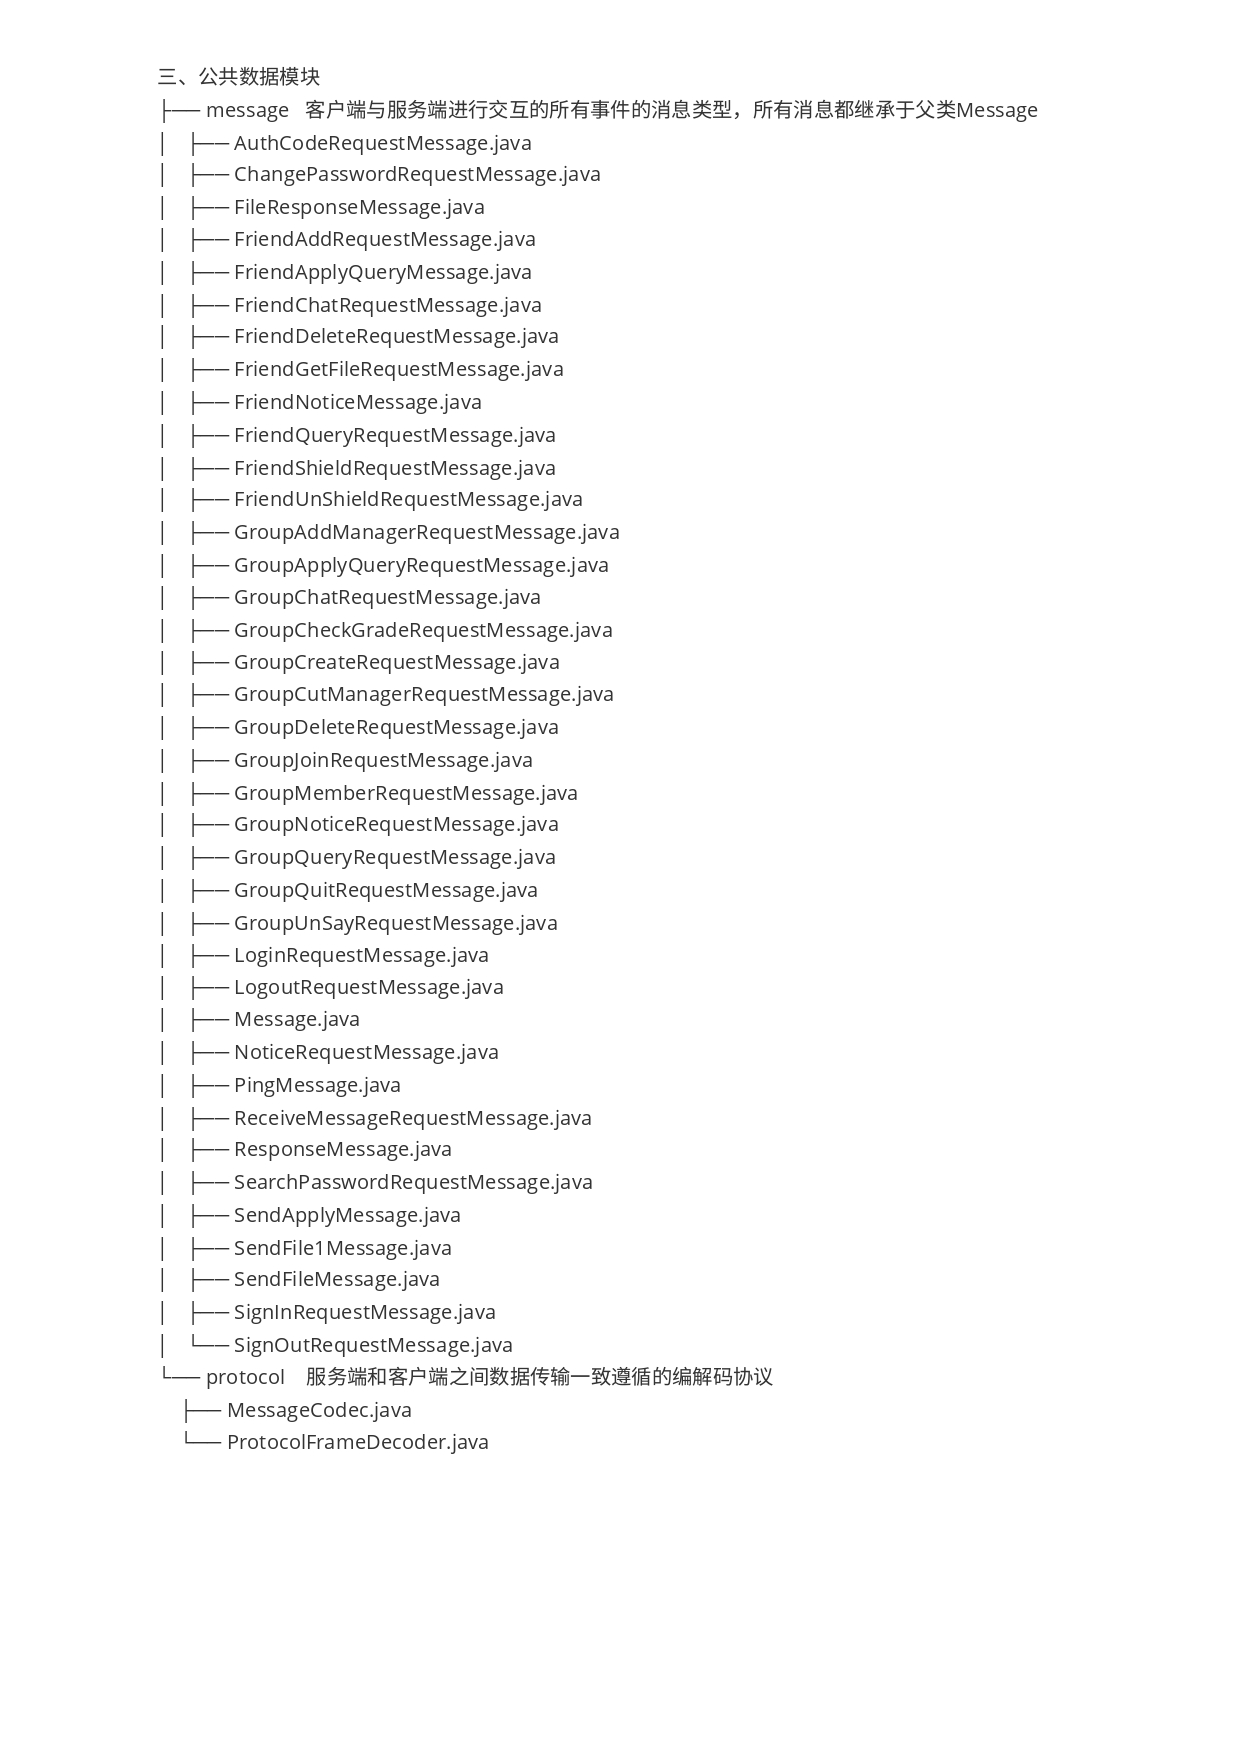 三、公共数据模块
├── message   客户端与服务端进行交互的所有事件的消息类型，所有消息都继承于父类Message
│   ├── AuthCodeRequestMessage.java
│   ├── ChangePasswordRequestMessage.java
│   ├── FileResponseMessage.java
│   ├── FriendAddRequestMessage.java
│   ├── FriendApplyQueryMessage.java
│   ├── FriendChatRequestMessage.java
│   ├── FriendDeleteRequestMessage.java
│   ├── FriendGetFileRequestMessage.java
│   ├── FriendNoticeMessage.java
│   ├── FriendQueryRequestMessage.java
│   ├── FriendShieldRequestMessage.java
│   ├── FriendUnShieldRequestMessage.java
│   ├── GroupAddManagerRequestMessage.java
│   ├── GroupApplyQueryRequestMessage.java
│   ├── GroupChatRequestMessage.java
│   ├── GroupCheckGradeRequestMessage.java
│   ├── GroupCreateRequestMessage.java
│   ├── GroupCutManagerRequestMessage.java
│   ├── GroupDeleteRequestMessage.java
│   ├── GroupJoinRequestMessage.java
│   ├── GroupMemberRequestMessage.java
│   ├── GroupNoticeRequestMessage.java
│   ├── GroupQueryRequestMessage.java
│   ├── GroupQuitRequestMessage.java
│   ├── GroupUnSayRequestMessage.java
│   ├── LoginRequestMessage.java
│   ├── LogoutRequestMessage.java
│   ├── Message.java
│   ├── NoticeRequestMessage.java
│   ├── PingMessage.java
│   ├── ReceiveMessageRequestMessage.java
│   ├── ResponseMessage.java
│   ├── SearchPasswordRequestMessage.java
│   ├── SendApplyMessage.java
│   ├── SendFile1Message.java
│   ├── SendFileMessage.java
│   ├── SignInRequestMessage.java
│   └── SignOutRequestMessage.java
└── protocol    服务端和客户端之间数据传输一致遵循的编解码协议
    ├── MessageCodec.java
    └── ProtocolFrameDecoder.java